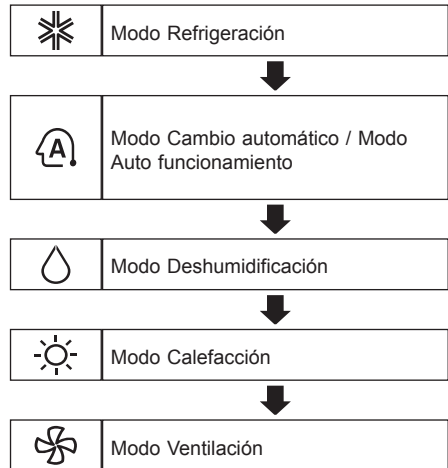 Modo Refrigeración
A
Modo Cambio automático / Modo
Auto funcionamiento
Modo Deshumidificación
Modo Calefacción
Modo Ventilación